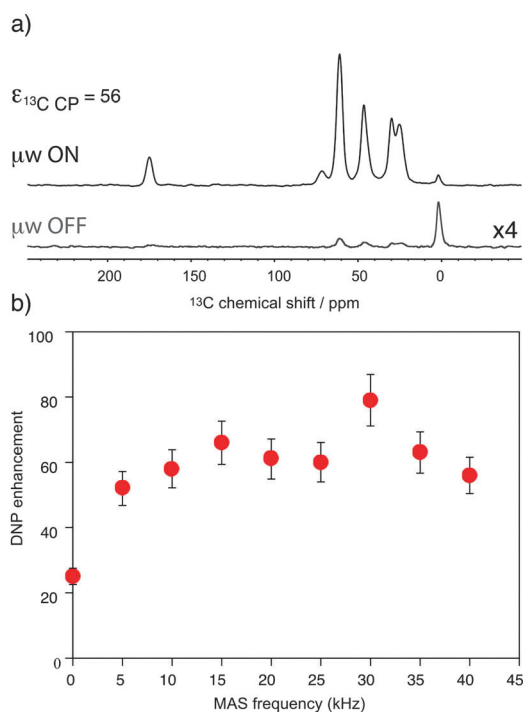 a)
ε13C CP = 56
μw ON
μw OFF
x4
200 150 100 50 0
13C chemical shift / ppm
b)
100
80
60
40
20
0
DNP enhancement
0 5 10 15 20 25 30 35 40 45
MAS frequency (kHz)